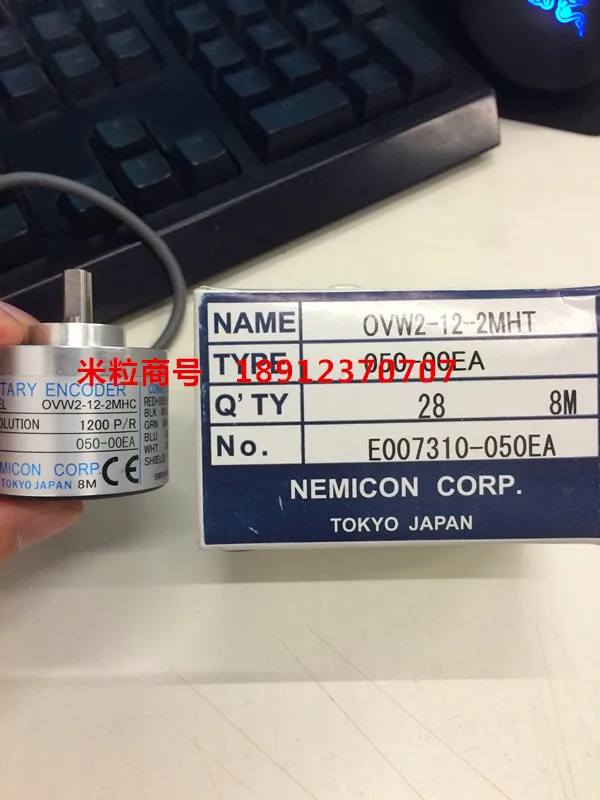 NAME OVW2-12-2MHT
TYPE 050-00EA
Q'TY 28 8M
No. E007310-050EA
NEMICON CORP.
TOKYO JAPAN
米粒商号 18912370707
TARY ENCODER
EL OVW2-12-2MHC
OLUTION 1200 P/R
050-00EA
EMICON CORP. CE
TOKYO JAPAN 8M
RED
BLK
GRN
BLU
WHT
SHIELD